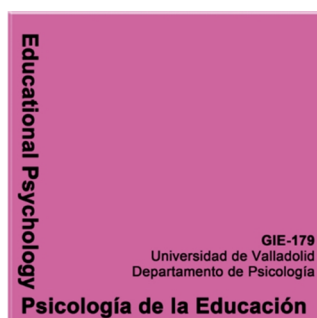 Educational Psychology
GIE-179
Universidad de Valladolid
Departamento de Psicología
Psicología de la Educación